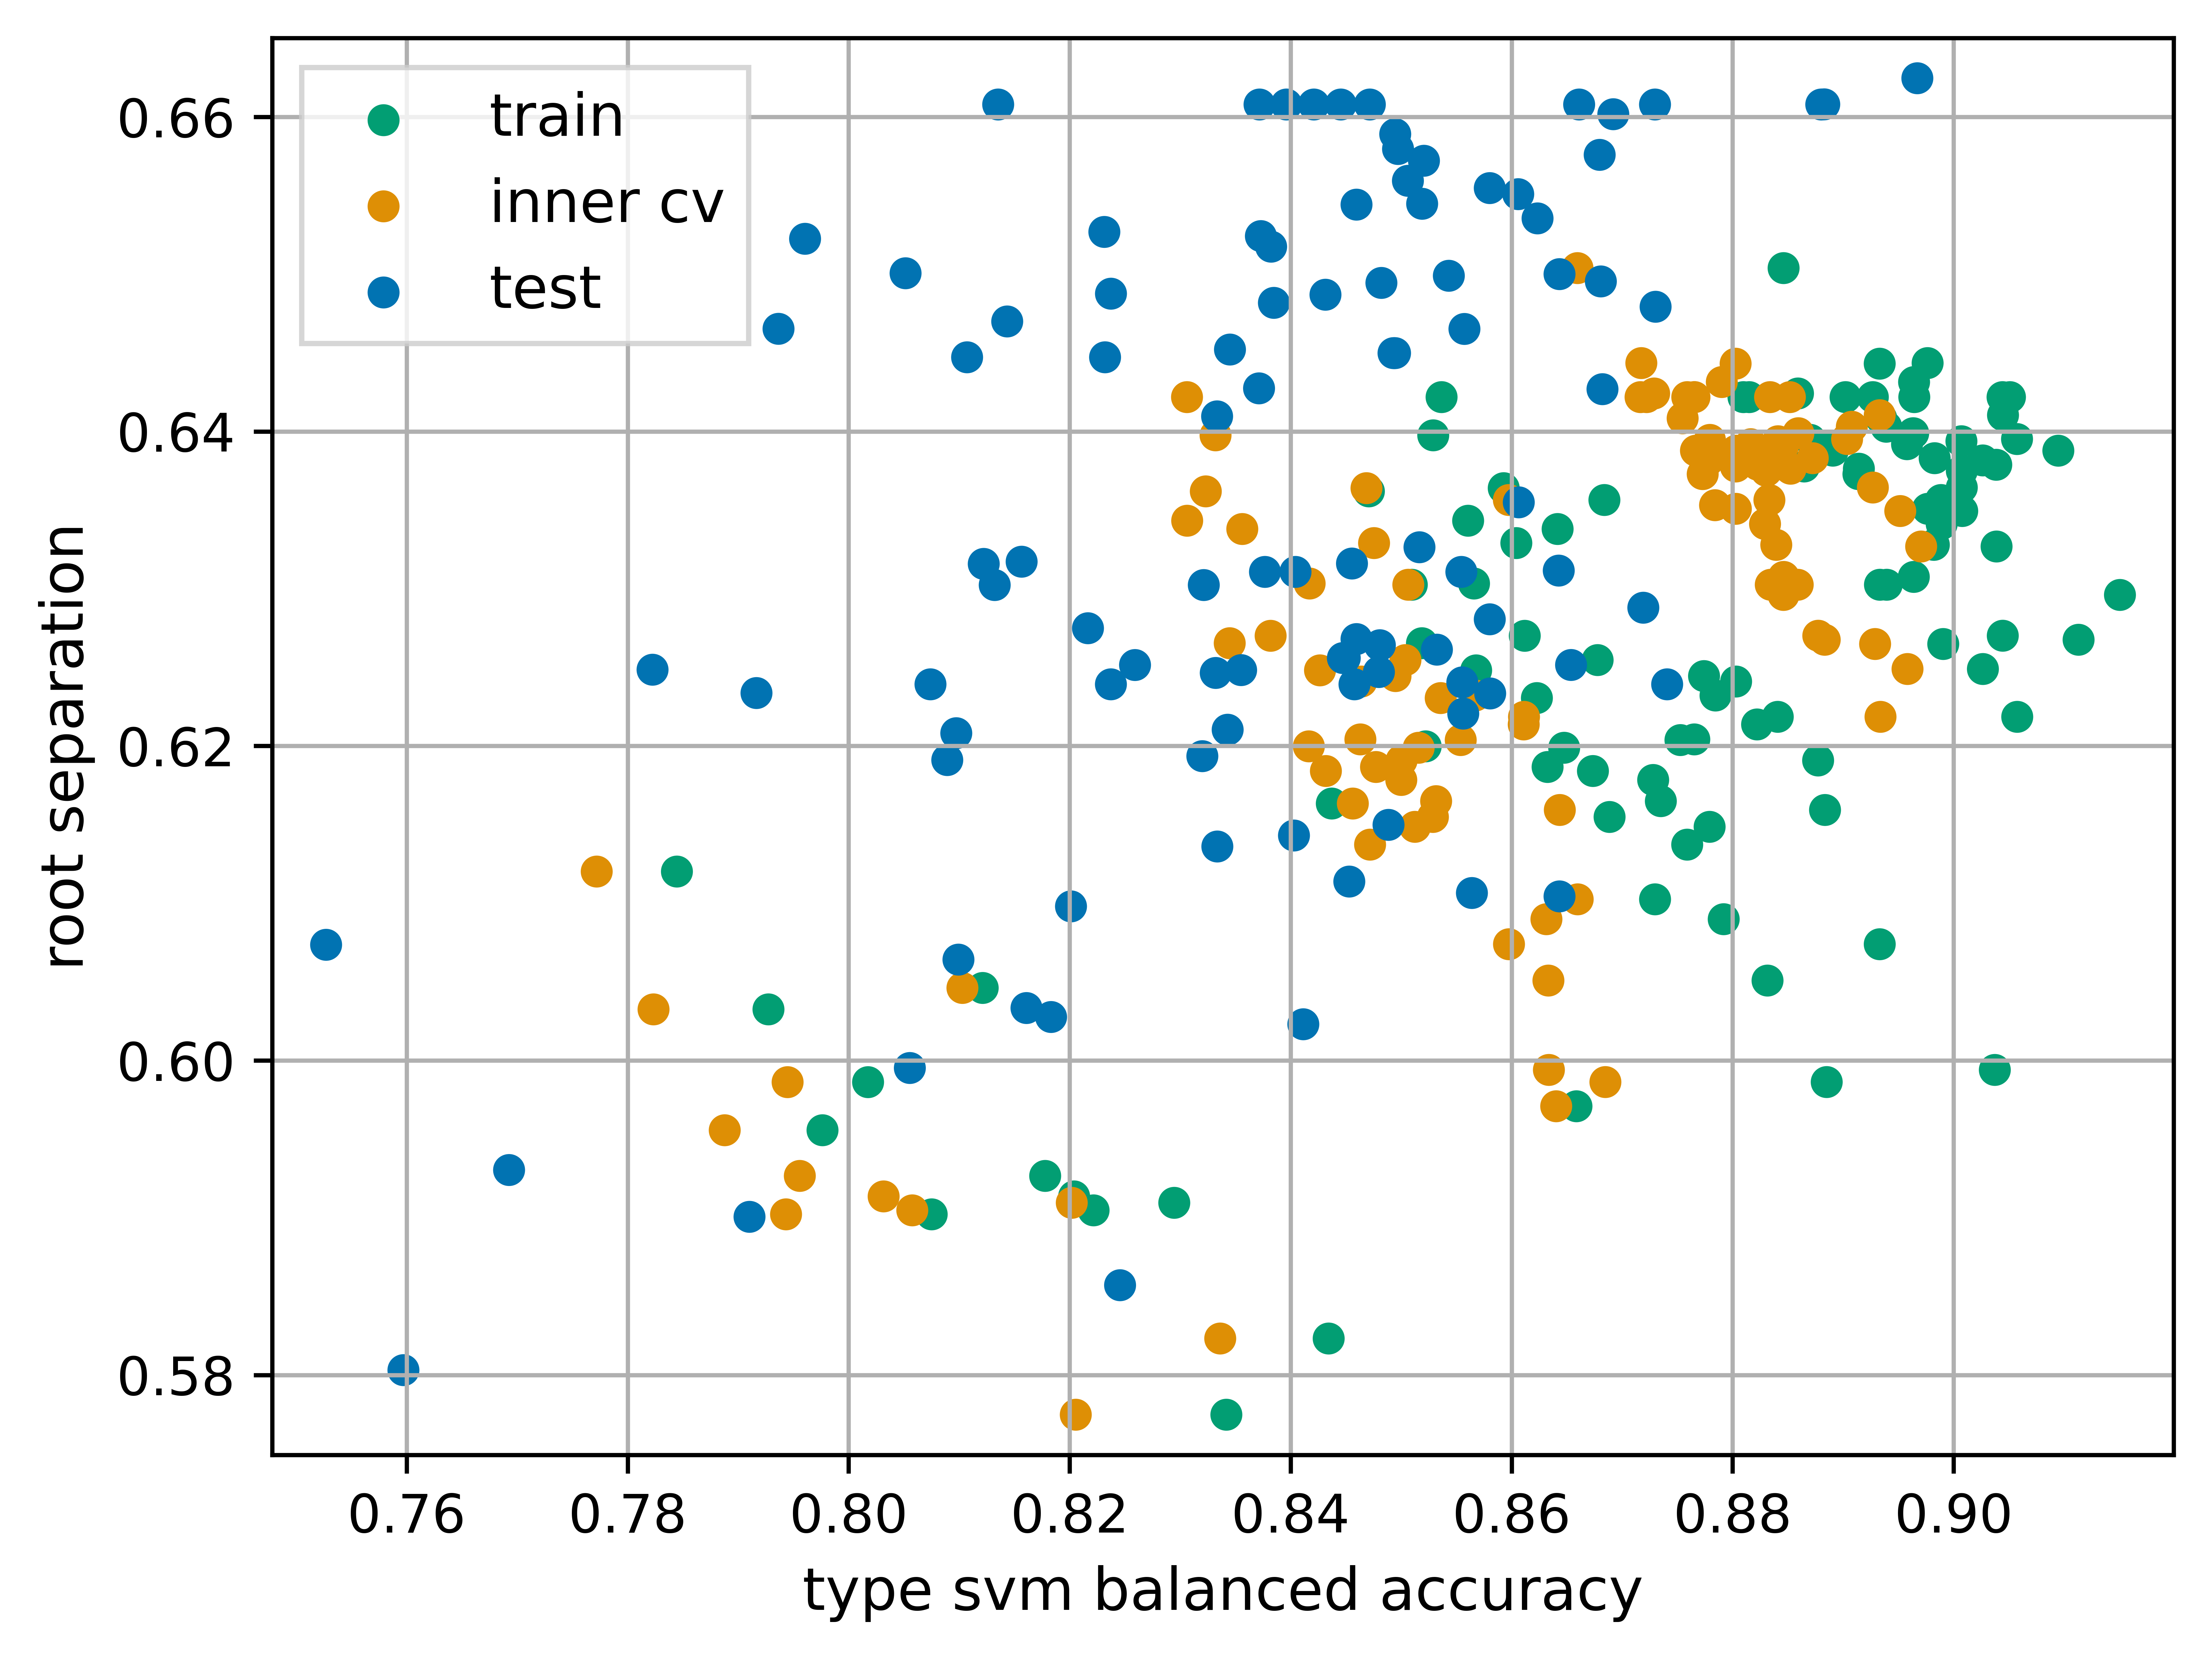 train
inner cv
test
0.66
0.64
0.62
0.60
0.58
root separation
0.76 0.78 0.80 0.82 0.84 0.86 0.88 0.90
type svm balanced accuracy